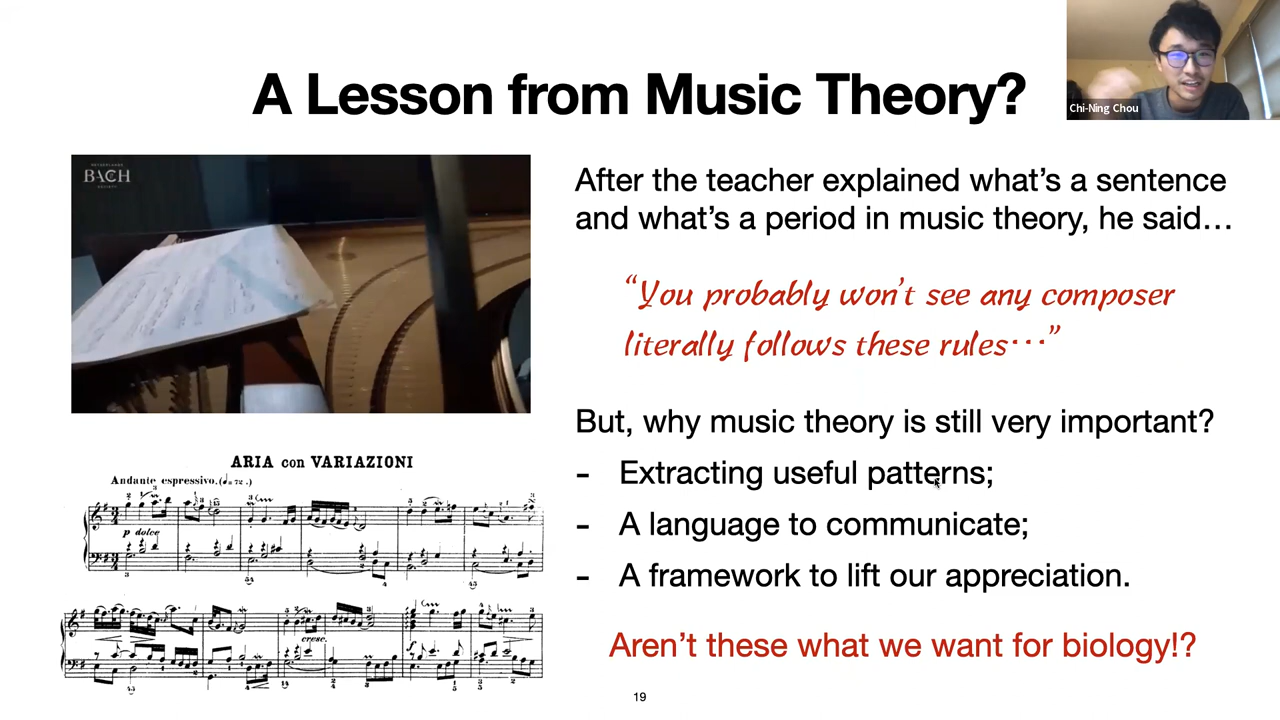 A Lesson from Music Theory?
Chi-Ning Chou
NETHERLANDS
BACH
SOCIETY
After the teacher explained what's a sentence
and what's a period in music theory, he said…
“You probably won't see any composer
literally follows these rules…”
But, why music theory is still very important?
- Extracting useful patterns;
- A language to communicate;
- A framework to lift our appreciation.
Aren't these what we want for biology!?
ARIA con VARIAZIONI
Andante espressivo. (♩=72.)
p dolce
cresc.
19